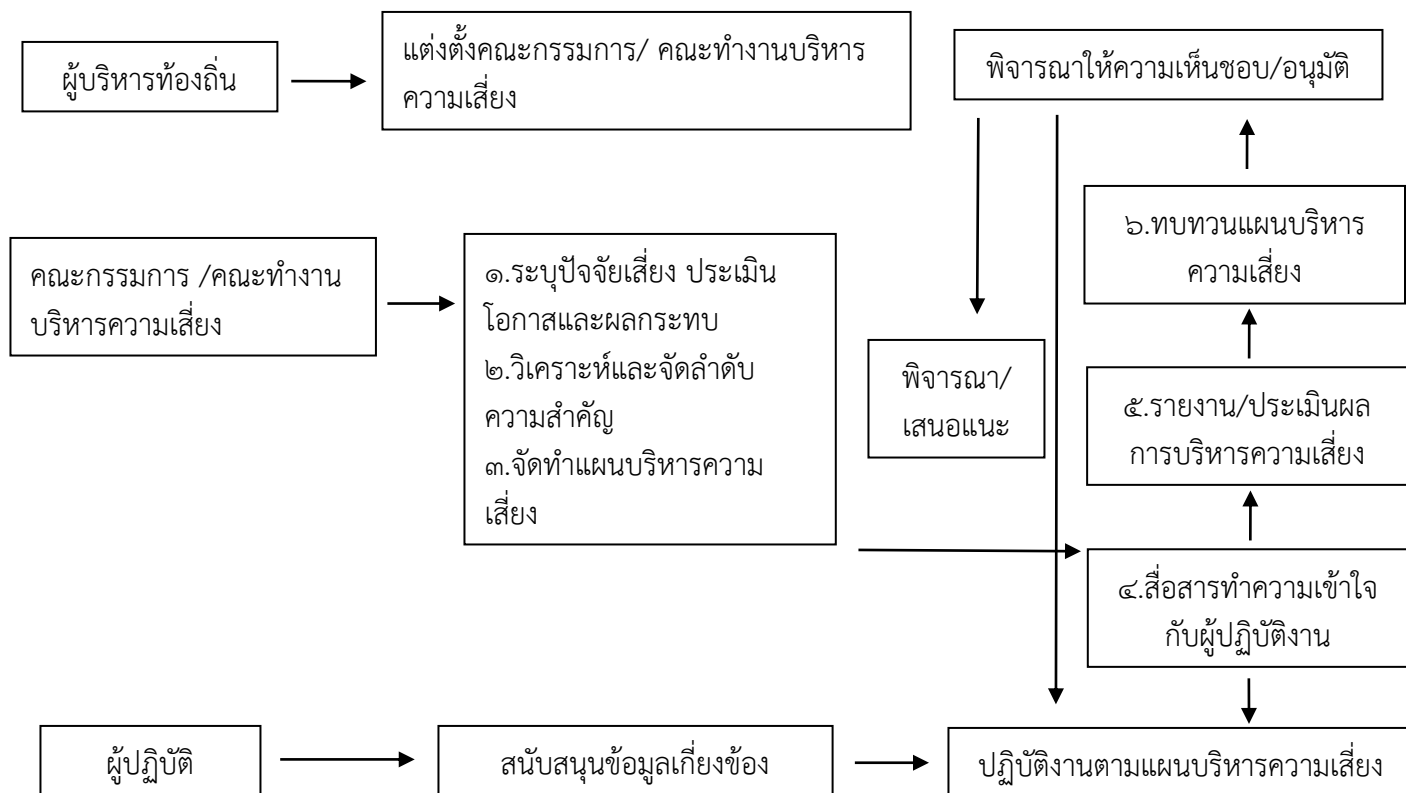 ผู้บริหารท้องถิ่น
แต่งตั้งคณะกรรมการ/ คณะทำงานบริหาร
ความเสี่ยง
พิจารณาให้ความเห็นชอบ/อนุมัติ
คณะกรรมการ /คณะทำงาน
บริหารความเสี่ยง
๑.ระบุปัจจัยเสี่ยง ประเมิน
โอกาสและผลกระทบ
๒.วิเคราะห์และจัดลำดับ
ความสำคัญ
๓.จัดทำแผนบริหารความ
เสี่ยง
พิจารณา/
เสนอแนะ
๖.ทบทวนแผนบริหาร
ความเสี่ยง
๕.รายงาน/ประเมินผล
การบริหารความเสี่ยง
๔.สื่อสารทำความเข้าใจ
กับผู้ปฏิบัติงาน
ผู้ปฏิบัติ
สนับสนุนข้อมูลเกี่ยงข้อง
ปฏิบัติงานตามแผนบริหารความเสี่ยง